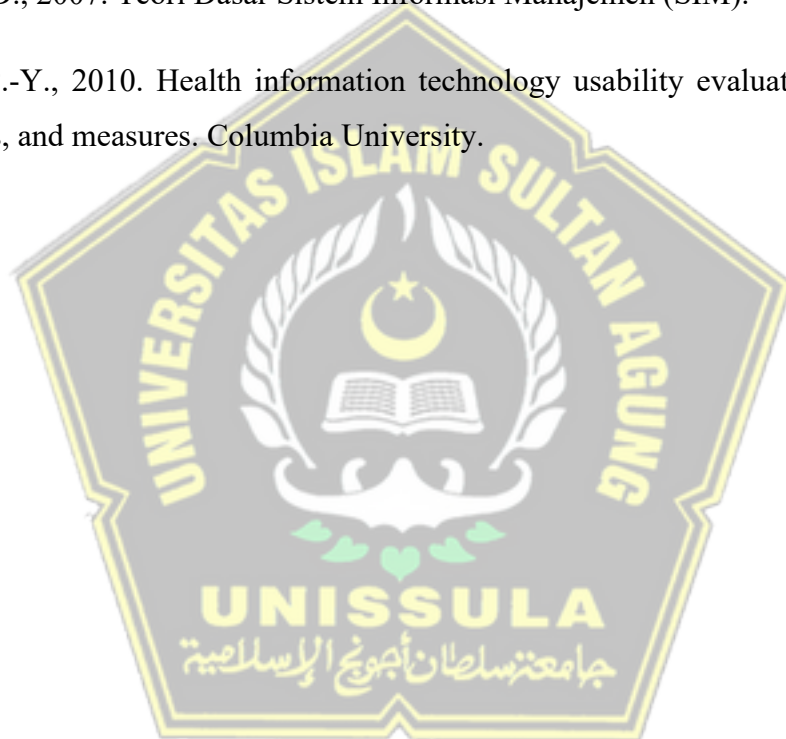 2007. Teori Dasar Sistem Informasi Manajemen (SIM).
.-Y., 2010. Health information technology usability evaluat
, and measures. Columbia University.
UNIVERSITAS ISLAM SULTAN AGUNG
UNISSULA
جامعة سلطان أجونج الإسلامية